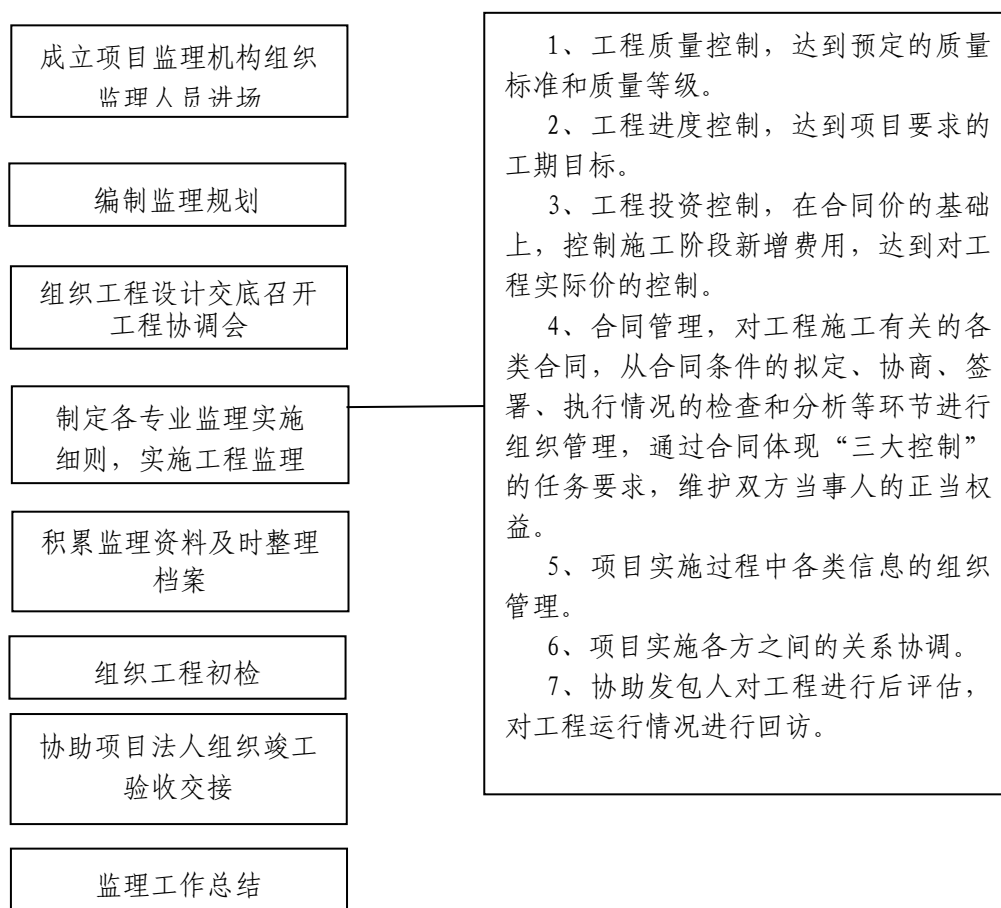 成立项目监理机构组织
监理人员进场
编制监理规划
组织工程设计交底召开
工程协调会
制定各专业监理实施
细则，实施工程监理
积累监理资料及时整理
档案
组织工程初检
协助项目法人组织竣工
验收交接
监理工作总结
1、工程质量控制，达到预定的质量
标准和质量等级。
2、工程进度控制，达到项目要求的
工期目标。
3、工程投资控制，在合同价的基础
上，控制施工阶段新增费用，达到对工
程实际价的控制。
4、合同管理，对工程施工有关的各
类合同，从合同条件的拟定、协商、签
署、执行情况的检查和分析等环节进行
组织管理，通过合同体现“三大控制”
的任务要求，维护双方当事人的正当权
益。
5、项目实施过程中各类信息的组织
管理。
6、项目实施各方之间的关系协调。
7、协助发包人对工程进行后评估，
对工程运行情况进行回访。